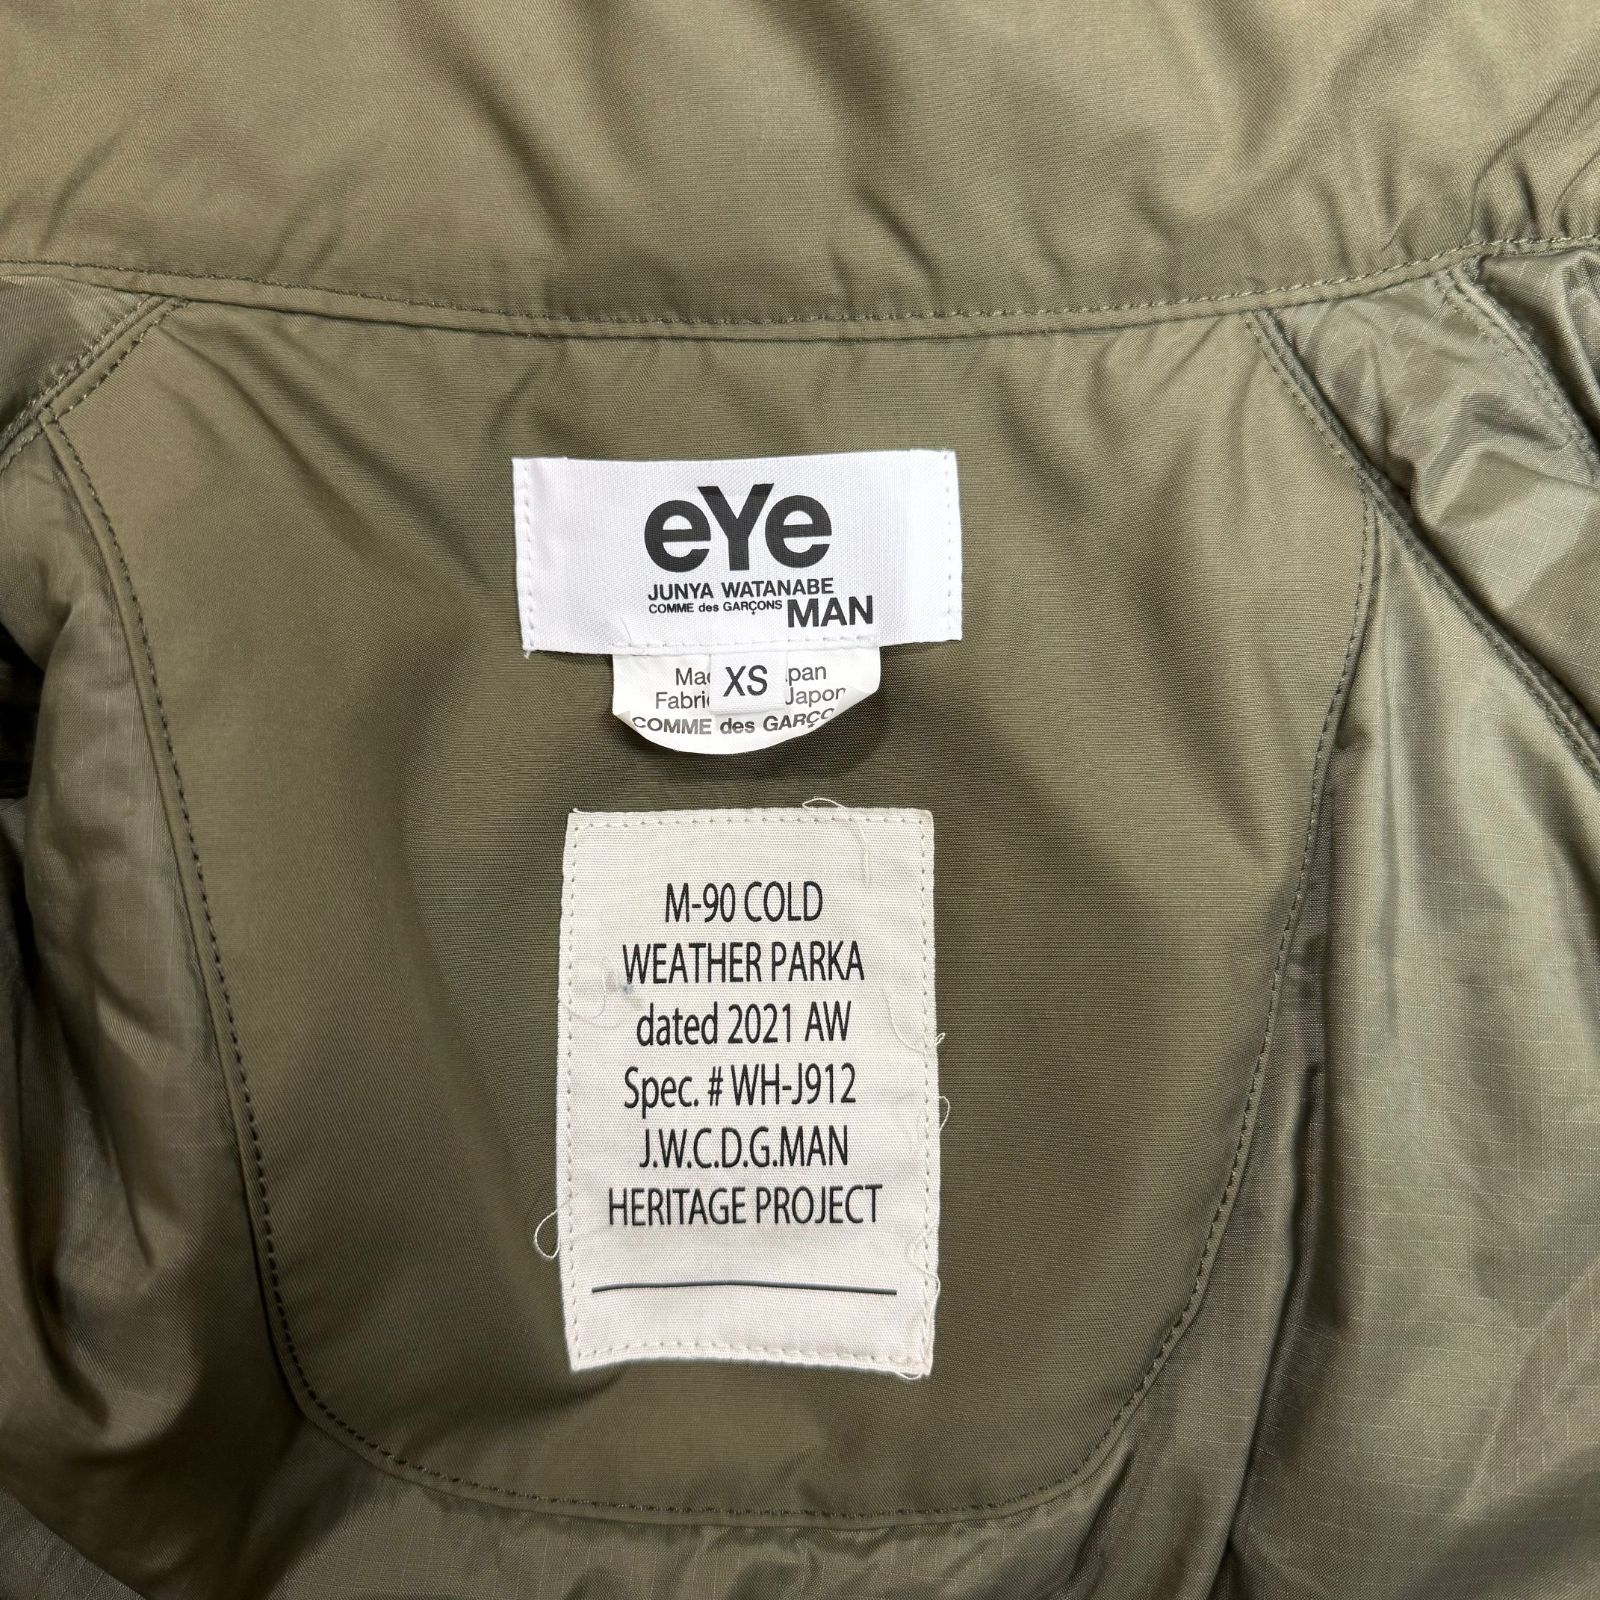 eYe
JUNYA WATANABE
COMME des GARÇONS MAN
XS
COMME des
M-90 COLD
WEATHER PARKA
dated 2021 AW
Spec. # WH-J912
J.W.C.D.G.MAN
HERITAGE PROJECT